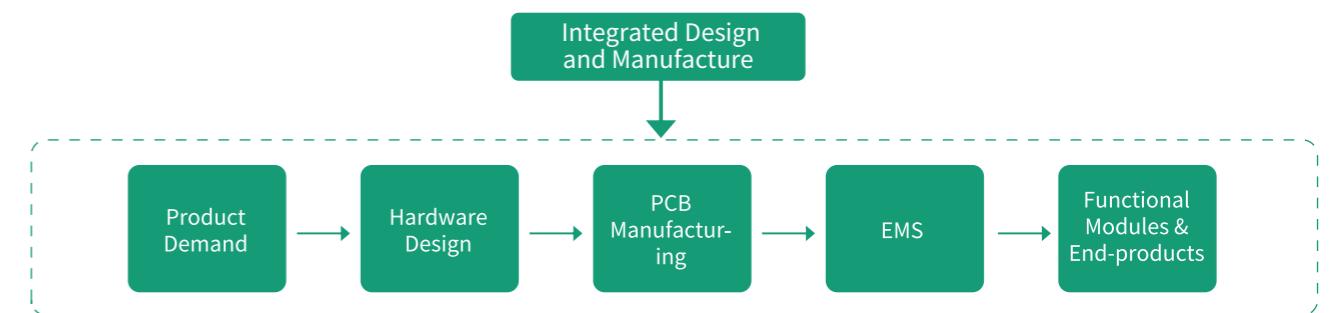 Integrated Design
and Manufacture
Product
Demand
Hardware
Design
PCB
Manufactur-
ing
EMS
Functional
Modules &
End-products